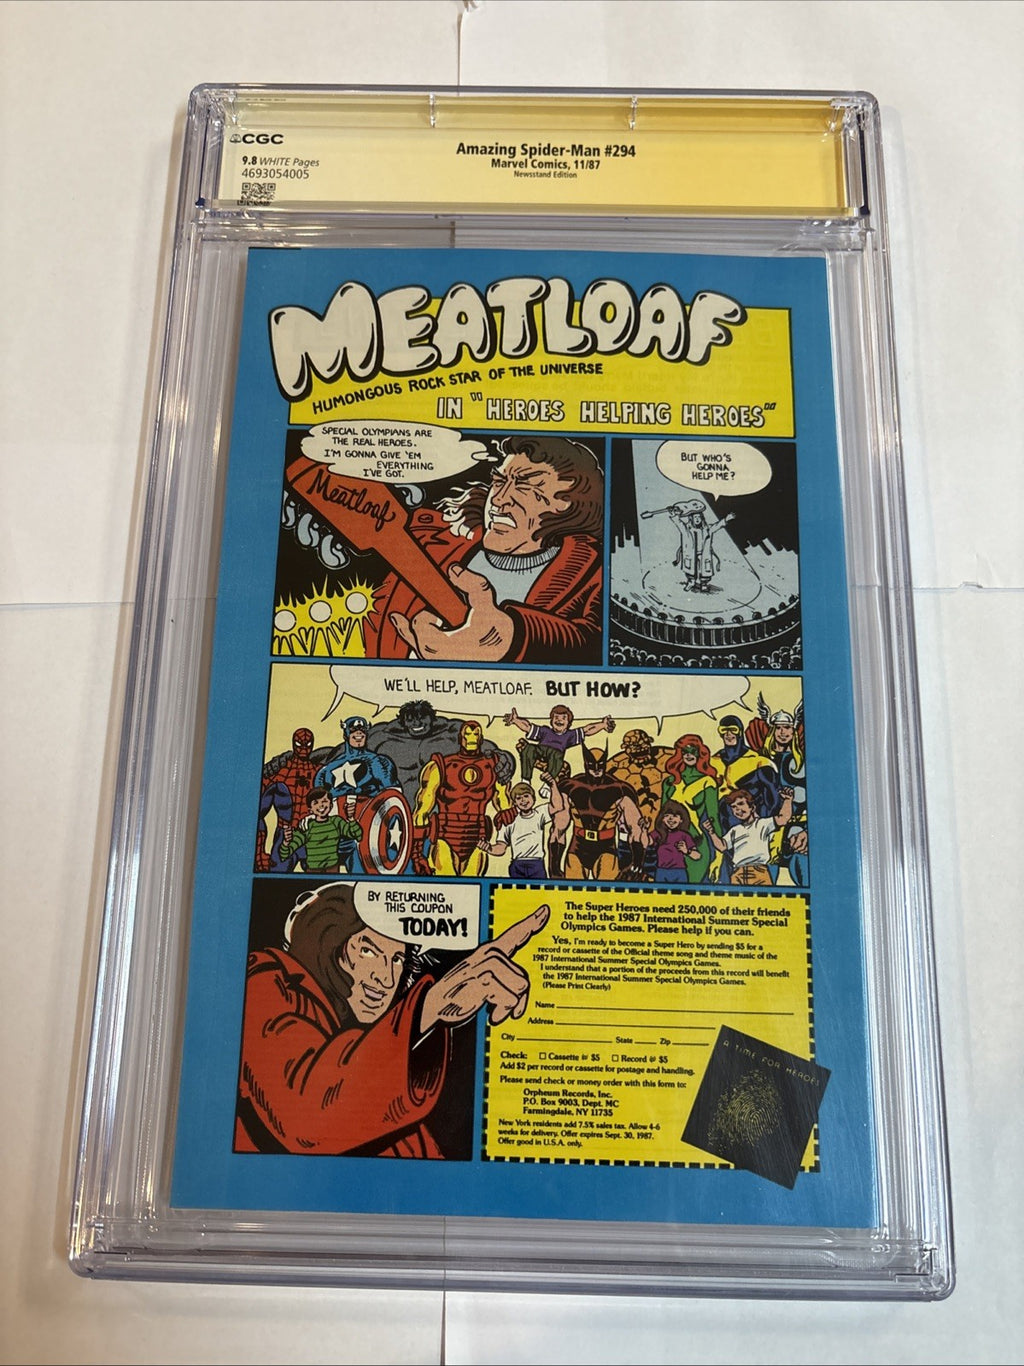 CGC
9.8 WHITE Pages
4693054005
Amazing Spider-Man #294
Marvel Comics, 11/87
Newsstand Edition
MEATLOAF
HUMONGOUS ROCK STAR OF THE UNIVERSE
IN "HEROES HELPING HEROES"
SPECIAL OLYMPIANS ARE
THE REAL HEROES.
I'M GONNA GIVE 'EM
EVERYTHING
I'VE GOT.
Meatloaf
BUT WHO'S
GONNA
HELP ME?
WE'LL HELP, MEATLOAF. BUT HOW?
BY RETURNING
THIS COUPON
TODAY!
The Super Heroes need 250,000 of their friends
to help the 1987 International Summer Special
Olympics Games. Please help if you can.
Yes, I'm ready to become a Super Hero by sending $5 for a
record or cassette of the Official theme song and theme music of the
1987 International Summer Special Olympics Games.
I understand that a portion of the proceeds from this record will benefit
the 1987 International Summer Special Olympics Games.
(Please Print Clearly)
Name
Address
City State Zip
Check: □ Cassette @ $5 □ Record @ $5
Add $2 per record or cassette for postage and handling.
Please send check or money order with this form to:
Orpheum Records, Inc.
P.O. Box 9003, Dept. MC
Farmingdale, NY 11735
New York residents add 7.5% sales tax. Allow 4-6
weeks for delivery. Offer expires Sept. 30, 1987.
Offer good in U.S.A. only.
A TIME FOR HEROES